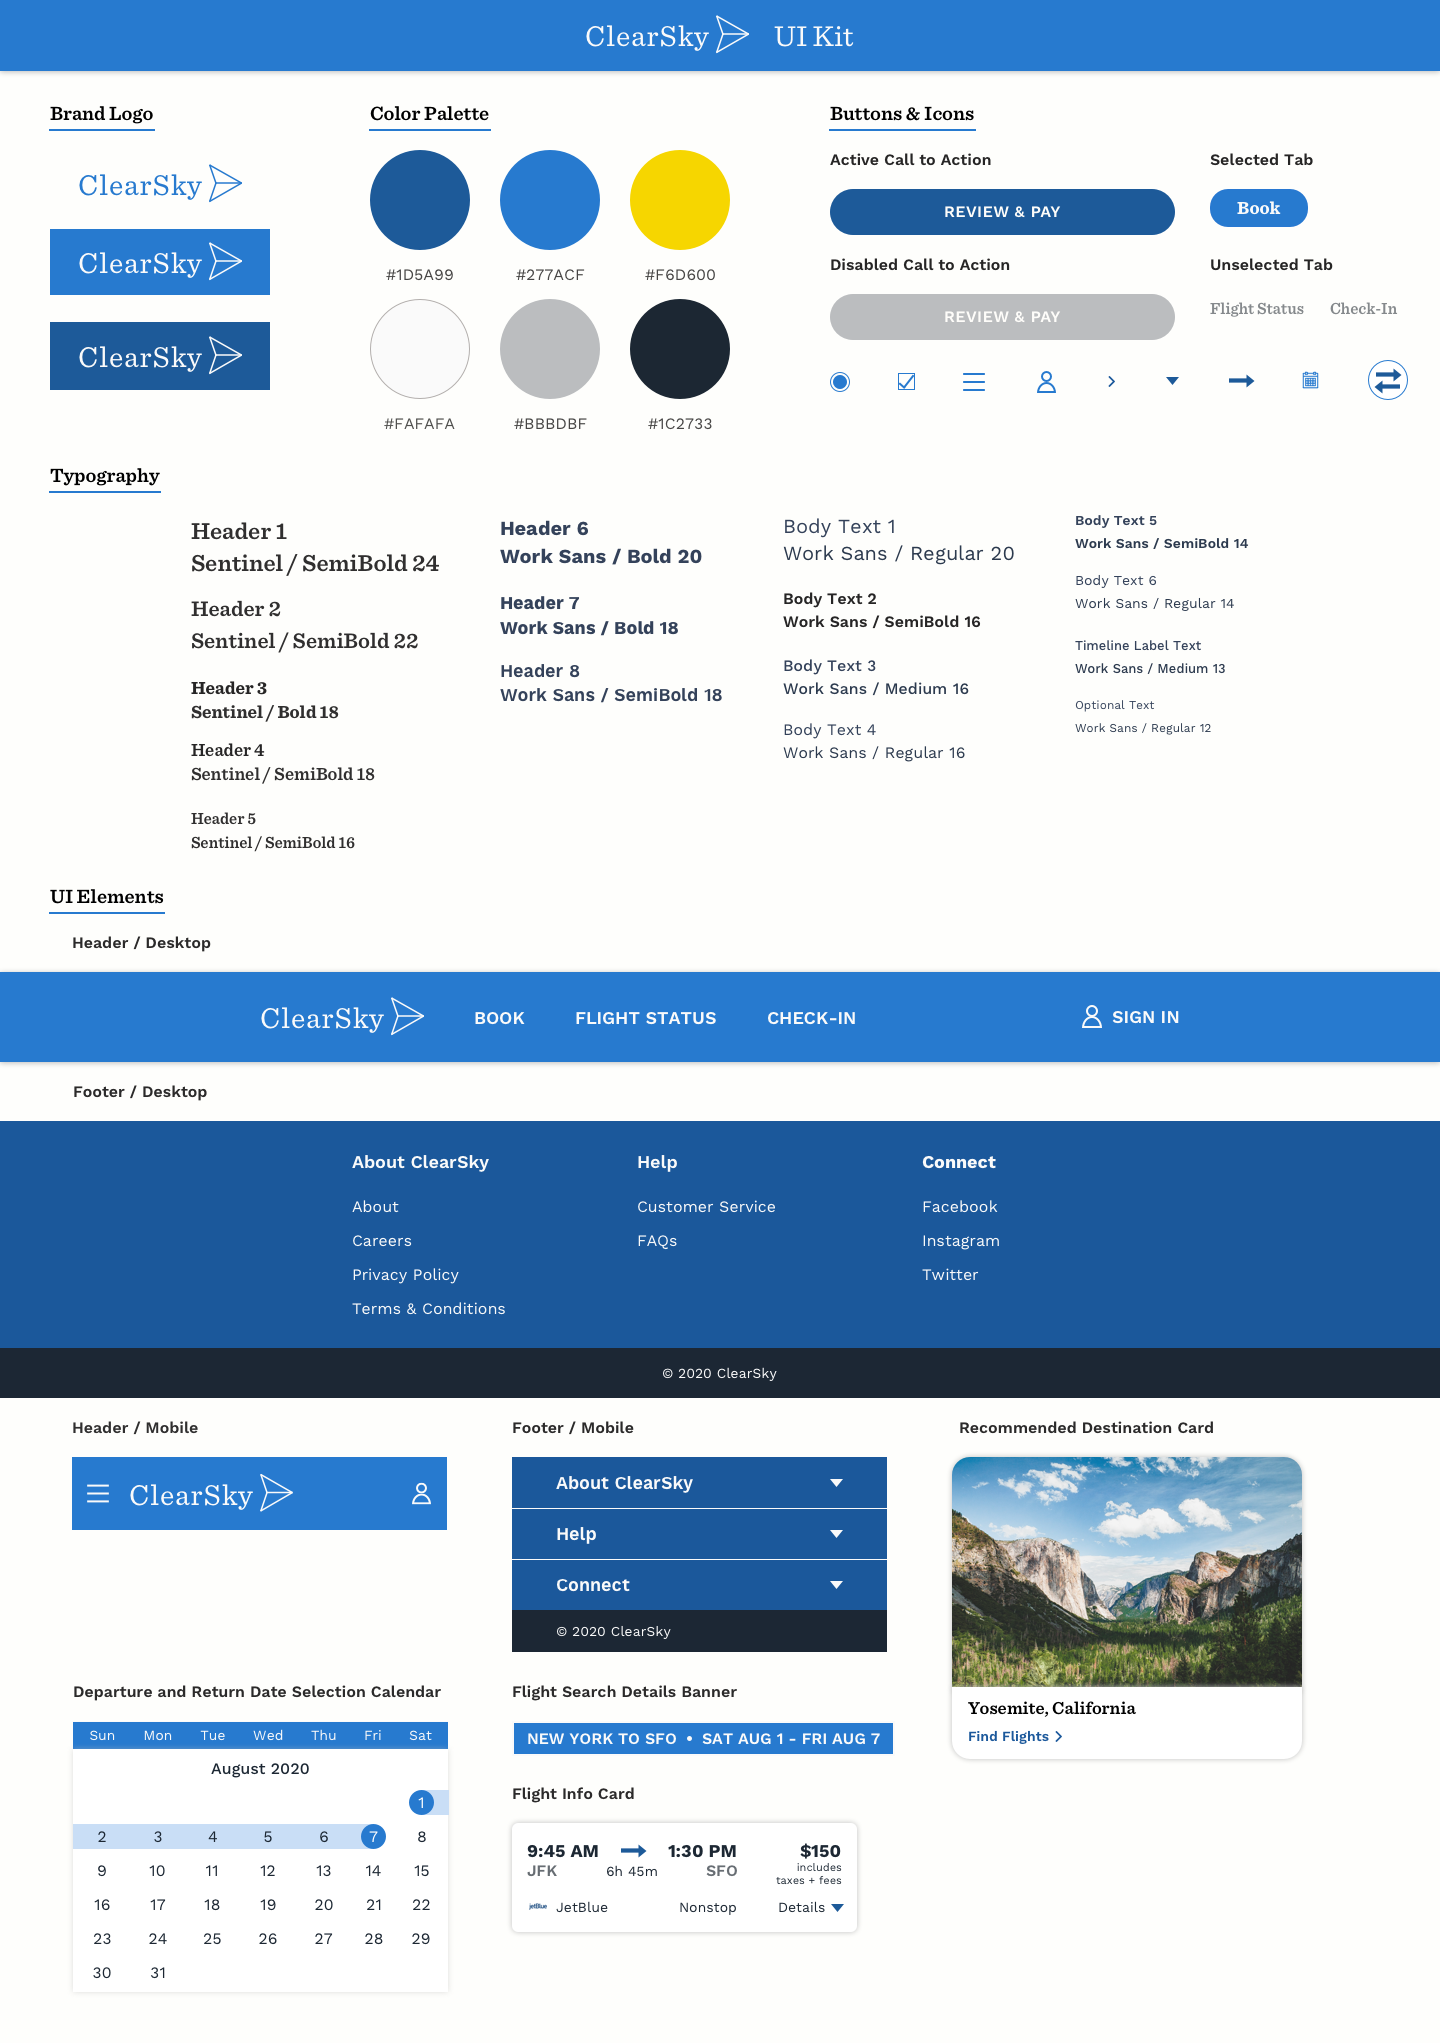 ClearSky UI Kit
Brand Logo
ClearSky
ClearSky
ClearSky
Color Palette
#1D5A99
#277ACF
#F6D600
#FAFAFA
#BBBDBF
#1C2733
Buttons & Icons
Active Call to Action
REVIEW & PAY
Disabled Call to Action
REVIEW & PAY
Selected Tab
Book
Unselected Tab
Flight Status Check-In
Typography
Header 1
Sentinel / SemiBold 24
Header 2
Sentinel / SemiBold 22
Header 3
Sentinel / Bold 18
Header 4
Sentinel / SemiBold 18
Header 5
Sentinel / SemiBold 16
Header 6
Work Sans / Bold 20
Header 7
Work Sans / Bold 18
Header 8
Work Sans / SemiBold 18
Body Text 1
Work Sans / Regular 20
Body Text 2
Work Sans / SemiBold 16
Body Text 3
Work Sans / Medium 16
Body Text 4
Work Sans / Regular 16
Body Text 5
Work Sans / SemiBold 14
Body Text 6
Work Sans / Regular 14
Timeline Label Text
Work Sans / Medium 13
Optional Text
Work Sans / Regular 12
UI Elements
Header / Desktop
ClearSky BOOK FLIGHT STATUS CHECK-IN SIGN IN
Footer / Desktop
About ClearSky
About
Careers
Privacy Policy
Terms & Conditions
Help
Customer Service
FAQs
Connect
Facebook
Instagram
Twitter
© 2020 ClearSky
Header / Mobile
ClearSky
Footer / Mobile
About ClearSky
Help
Connect
© 2020 ClearSky
Recommended Destination Card
Yosemite, California
Find Flights
Departure and Return Date Selection Calendar
Sun Mon Tue Wed Thu Fri Sat
August 2020
1
2 3 4 5 6 7 8
9 10 11 12 13 14 15
16 17 18 19 20 21 22
23 24 25 26 27 28 29
30 31
Flight Search Details Banner
NEW YORK TO SFO • SAT AUG 1 - FRI AUG 7
Flight Info Card
9:45 AM 1:30 PM $150
JFK 6h 45m SFO includes
taxes + fees
jetBlue JetBlue Nonstop Details